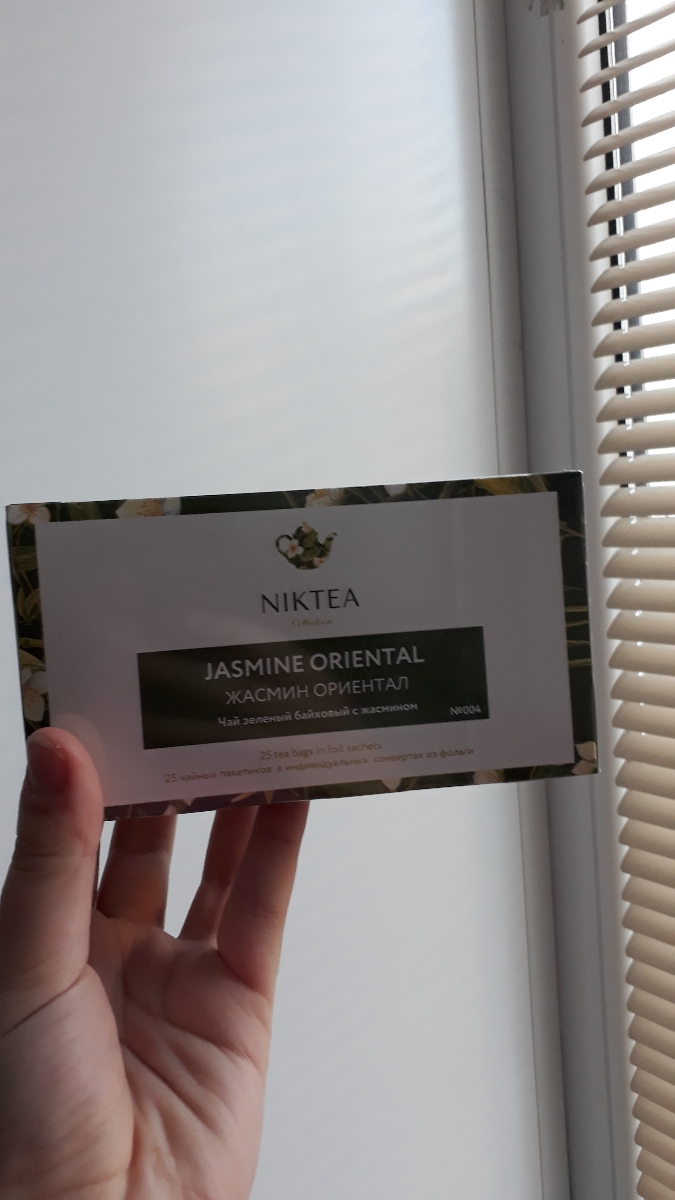 NIKTEA
Collection
JASMINE ORIENTAL
ЖАСМИН ОРИЕНТАЛ
Чай зеленый байховый с жасмином
№004
25 tea bags in foil sachets
25 чайных пакетиков в индивидуальных конвертах из фольги